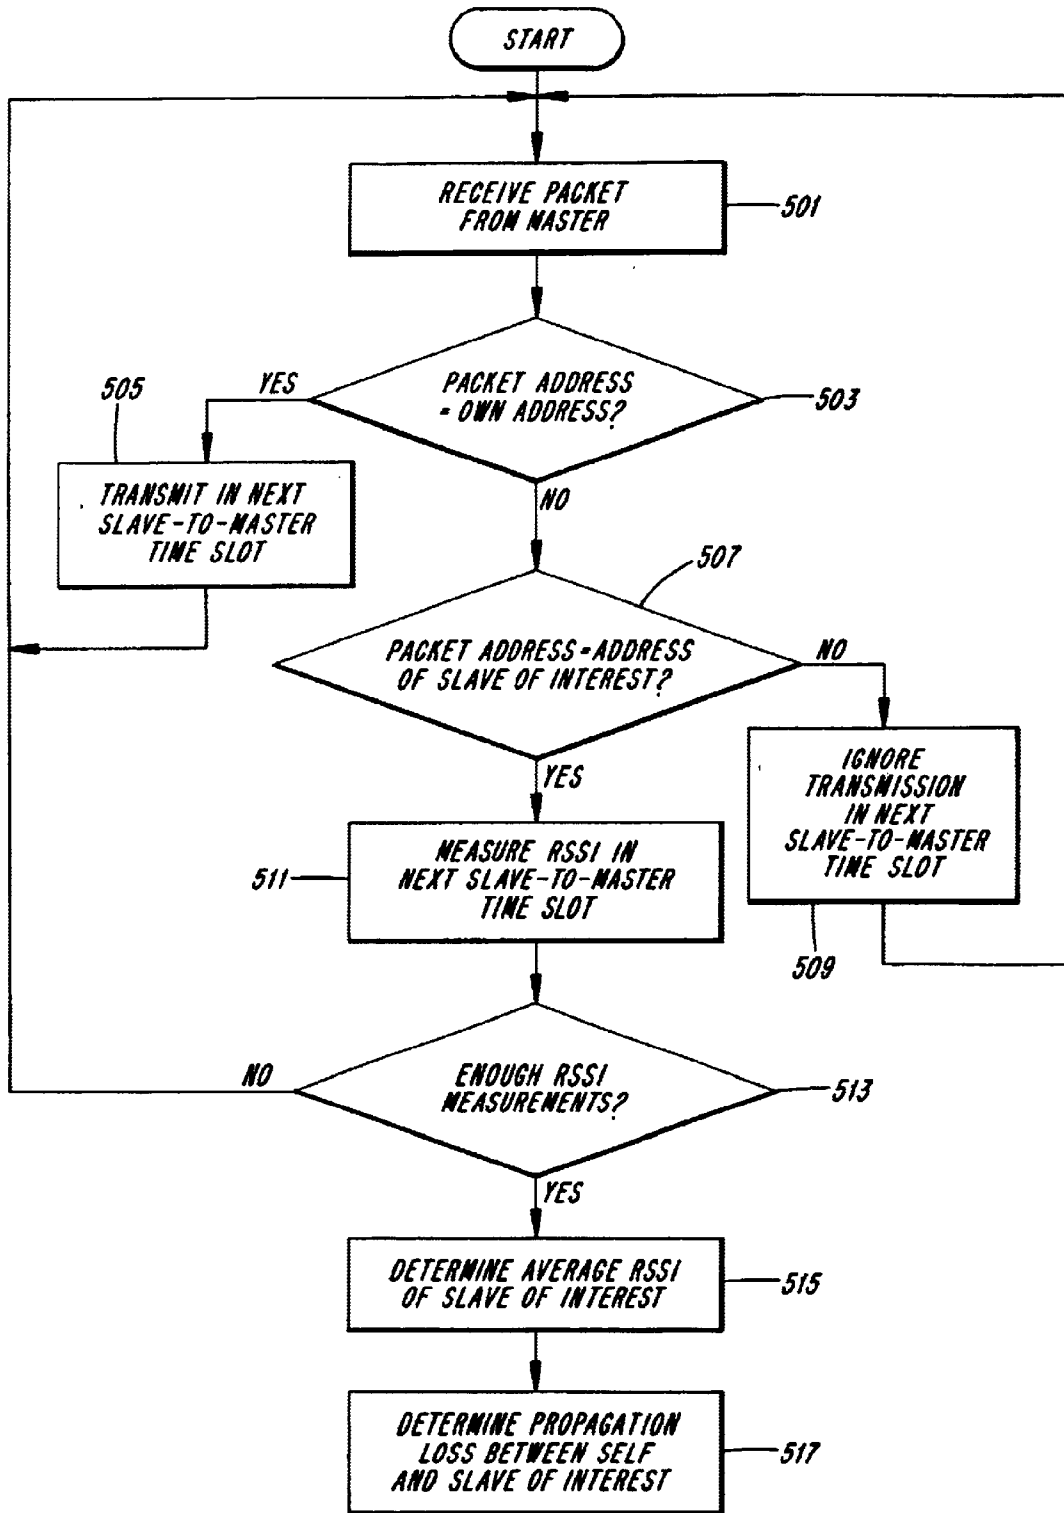 START
RECEIVE PACKET
FROM MASTER
501
PACKET ADDRESS
= OWN ADDRESS?
503
YES
505
TRANSMIT IN NEXT
SLAVE-TO-MASTER
TIME SLOT
NO
507
PACKET ADDRESS=ADDRESS
OF SLAVE OF INTEREST?
NO
IGNORE
TRANSMISSION
IN NEXT
SLAVE-TO-MASTER
TIME SLOT
509
YES
MEASURE RSSI IN
NEXT SLAVE-TO-MASTER
TIME SLOT
511
ENOUGH RSSI
MEASUREMENTS?
513
NO
YES
DETERMINE AVERAGE RSSI
OF SLAVE OF INTEREST
515
DETERMINE PROPAGATION
LOSS BETWEEN SELF
AND SLAVE OF INTEREST
517